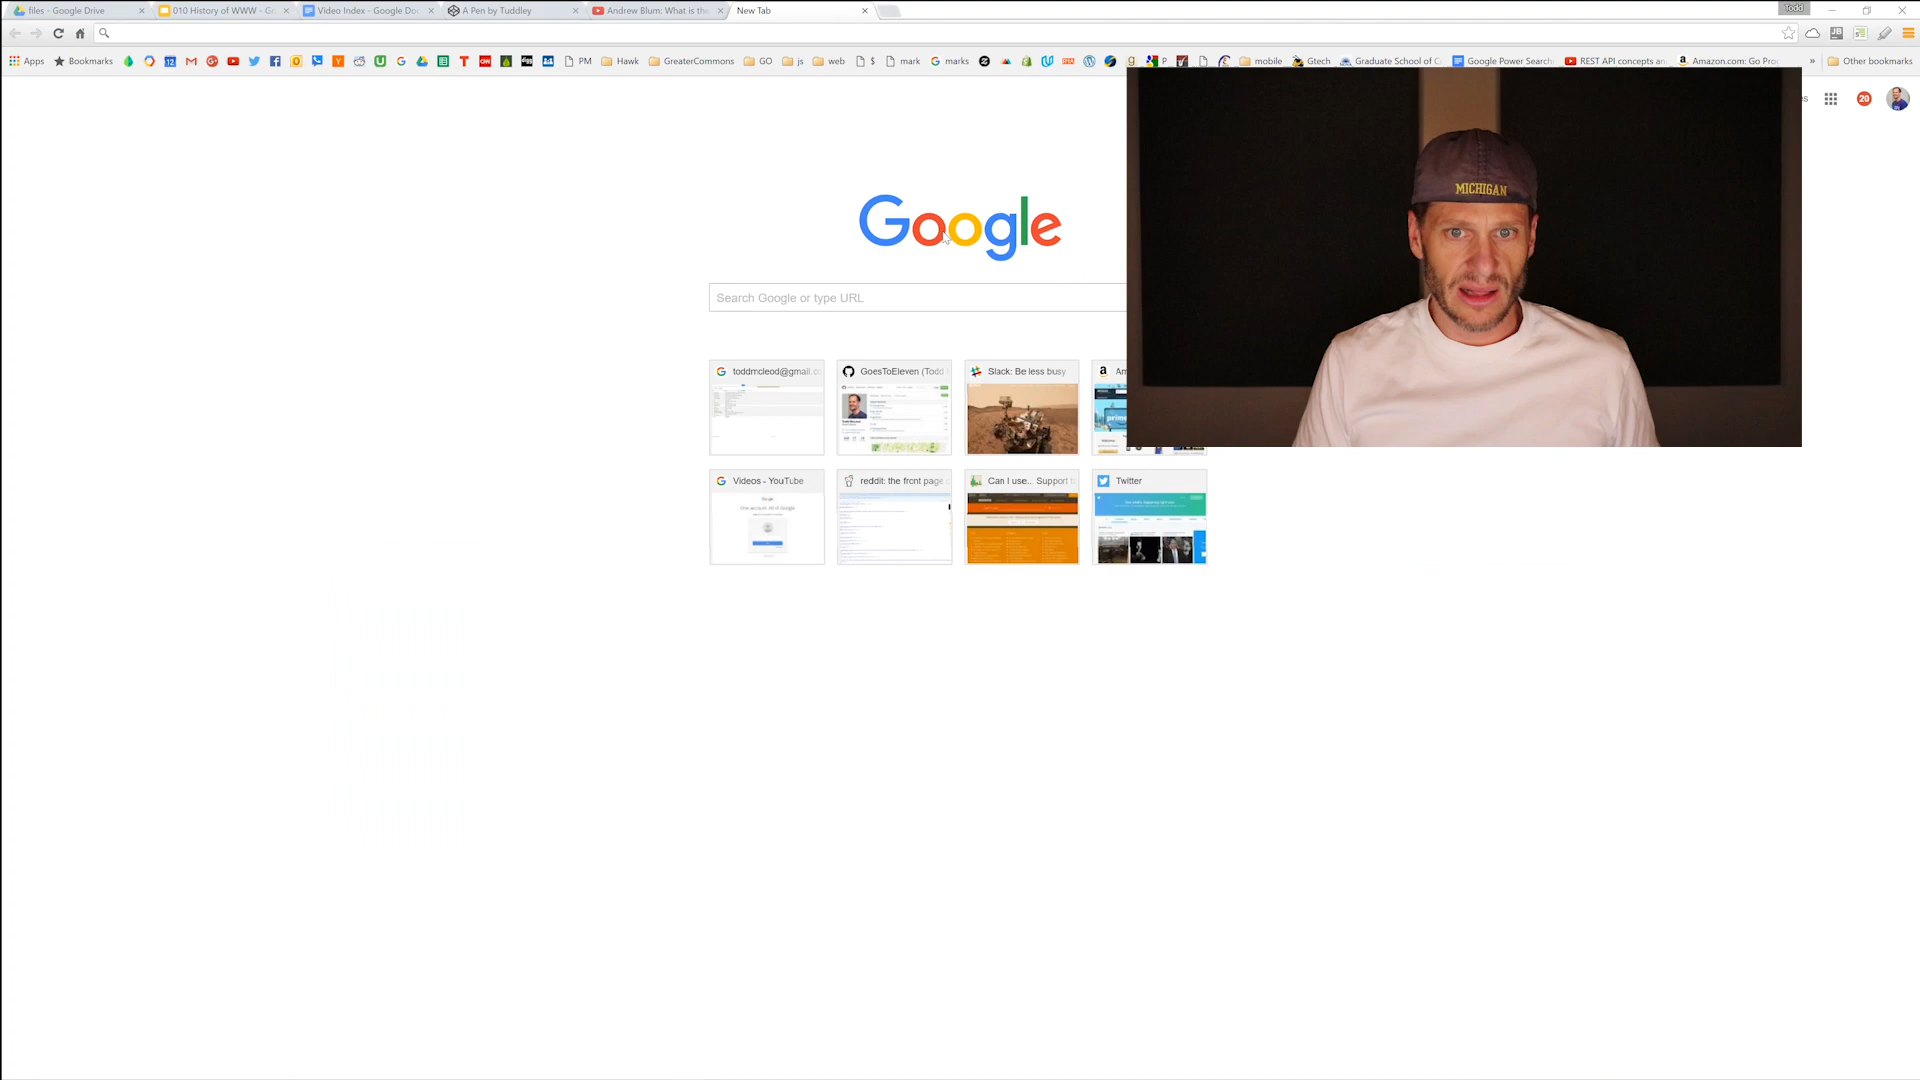 files - Google Drive
010 History of WWW - Go
Video Index - Google Do
A Pen by Tuddley
Andrew Blum: What is the
New Tab
Todd
Apps
Bookmarks
PM
Hawk
GreaterCommons
GO
js
web
$
mark
marks
P
mobile
Gtech
Graduate School of C
Google Power Search
REST API concepts an
Amazon.com: Go Pro
»
Other bookmarks
20
MICHIGAN
Google
Search Google or type URL
toddmcleod@gmail.co
GoesToEleven (Todd
Slack: Be less busy
Am
prime
Videos - YouTube
reddit: the front page
Can I use... Support t
Twitter